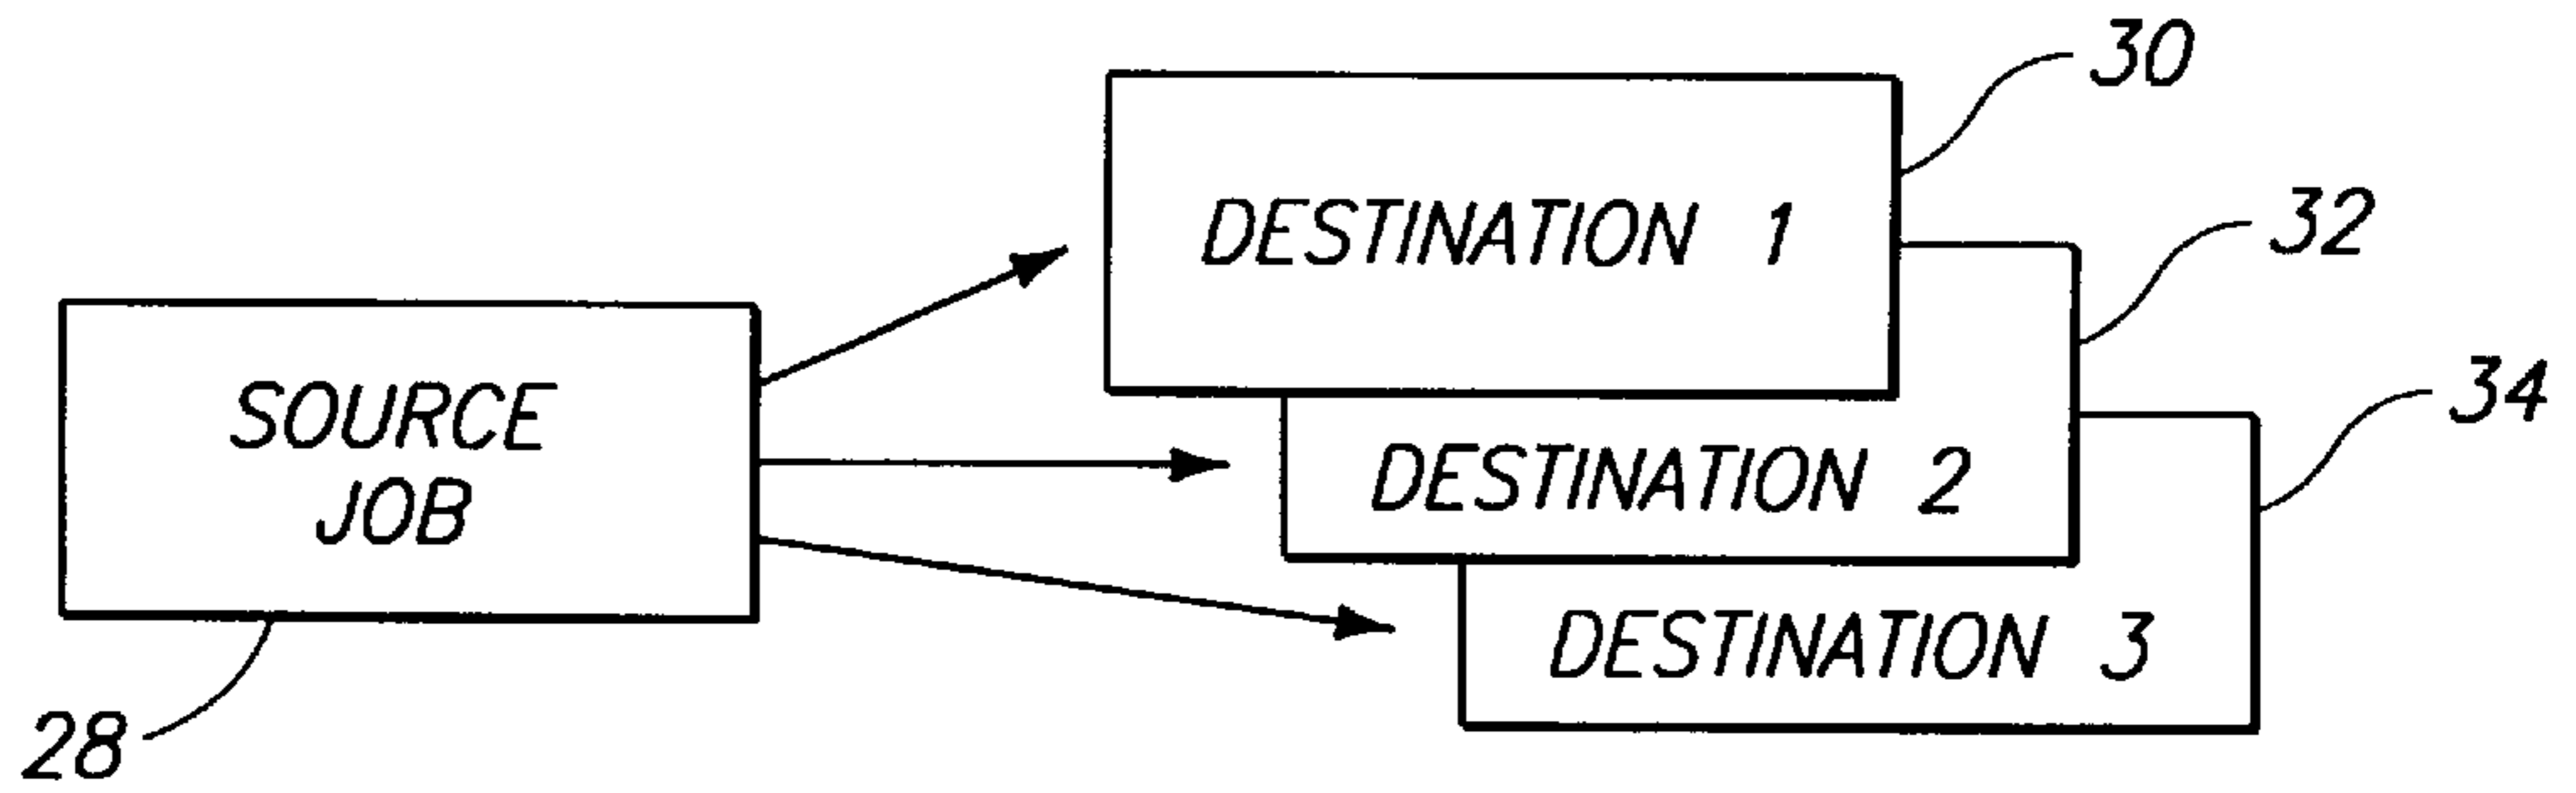 30
DESTINATION 1
32
SOURCE
JOB
34
DESTINATION 2
DESTINATION 3
28